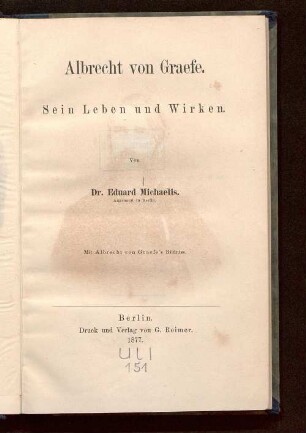 Albrecht von Graefe.
Sein Leben und Wirken.
Von
Dr. Eduard Michaelis.
Mit Albrecht von Graefe's Bildniss.
Berlin.
Druck und Verlag von G. Reimer.
1877.
U I
151